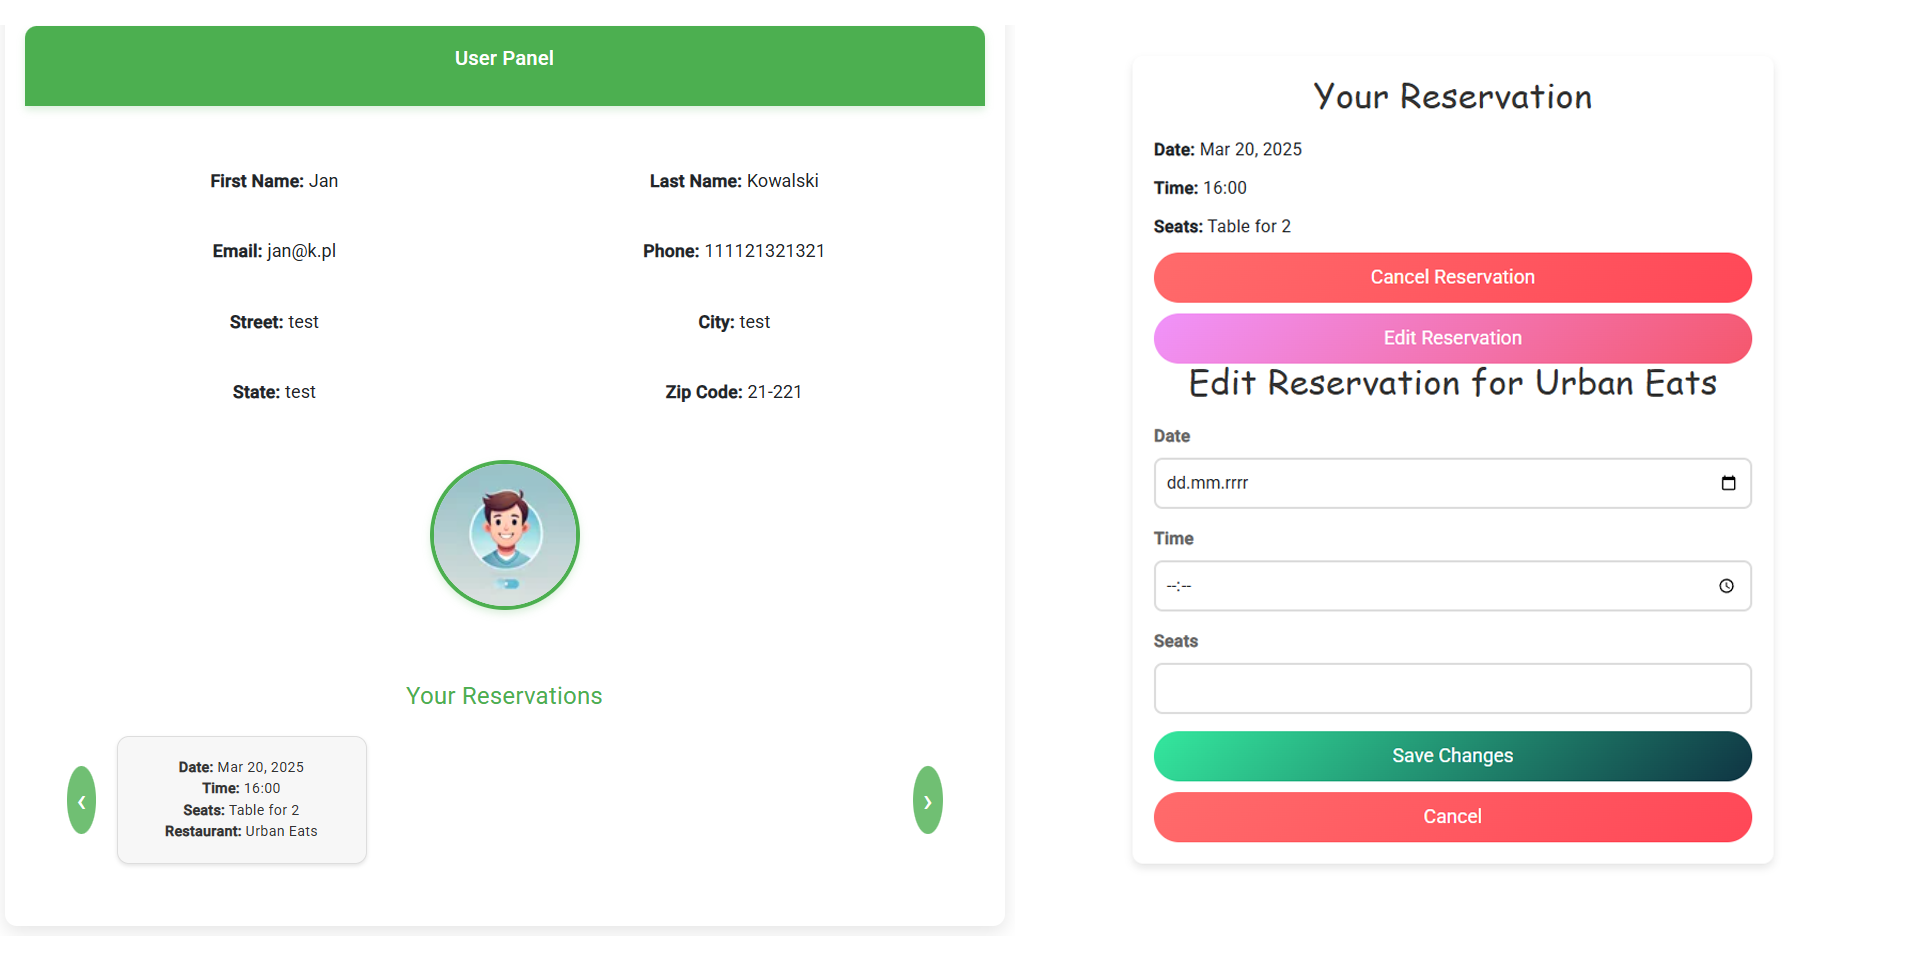 User Panel
First Name: Jan
Last Name: Kowalski
Email: jan@k.pl
Phone: 111121321321
Street: test
City: test
State: test
Zip Code: 21-221
Your Reservations
Date: Mar 20, 2025
Time: 16:00
Seats: Table for 2
Restaurant: Urban Eats
❮
❯
Your Reservation
Date: Mar 20, 2025
Time: 16:00
Seats: Table for 2
Cancel Reservation
Edit Reservation
Edit Reservation for Urban Eats
Date
dd.mm.rrrr
Time
--:--
Seats
Save Changes
Cancel